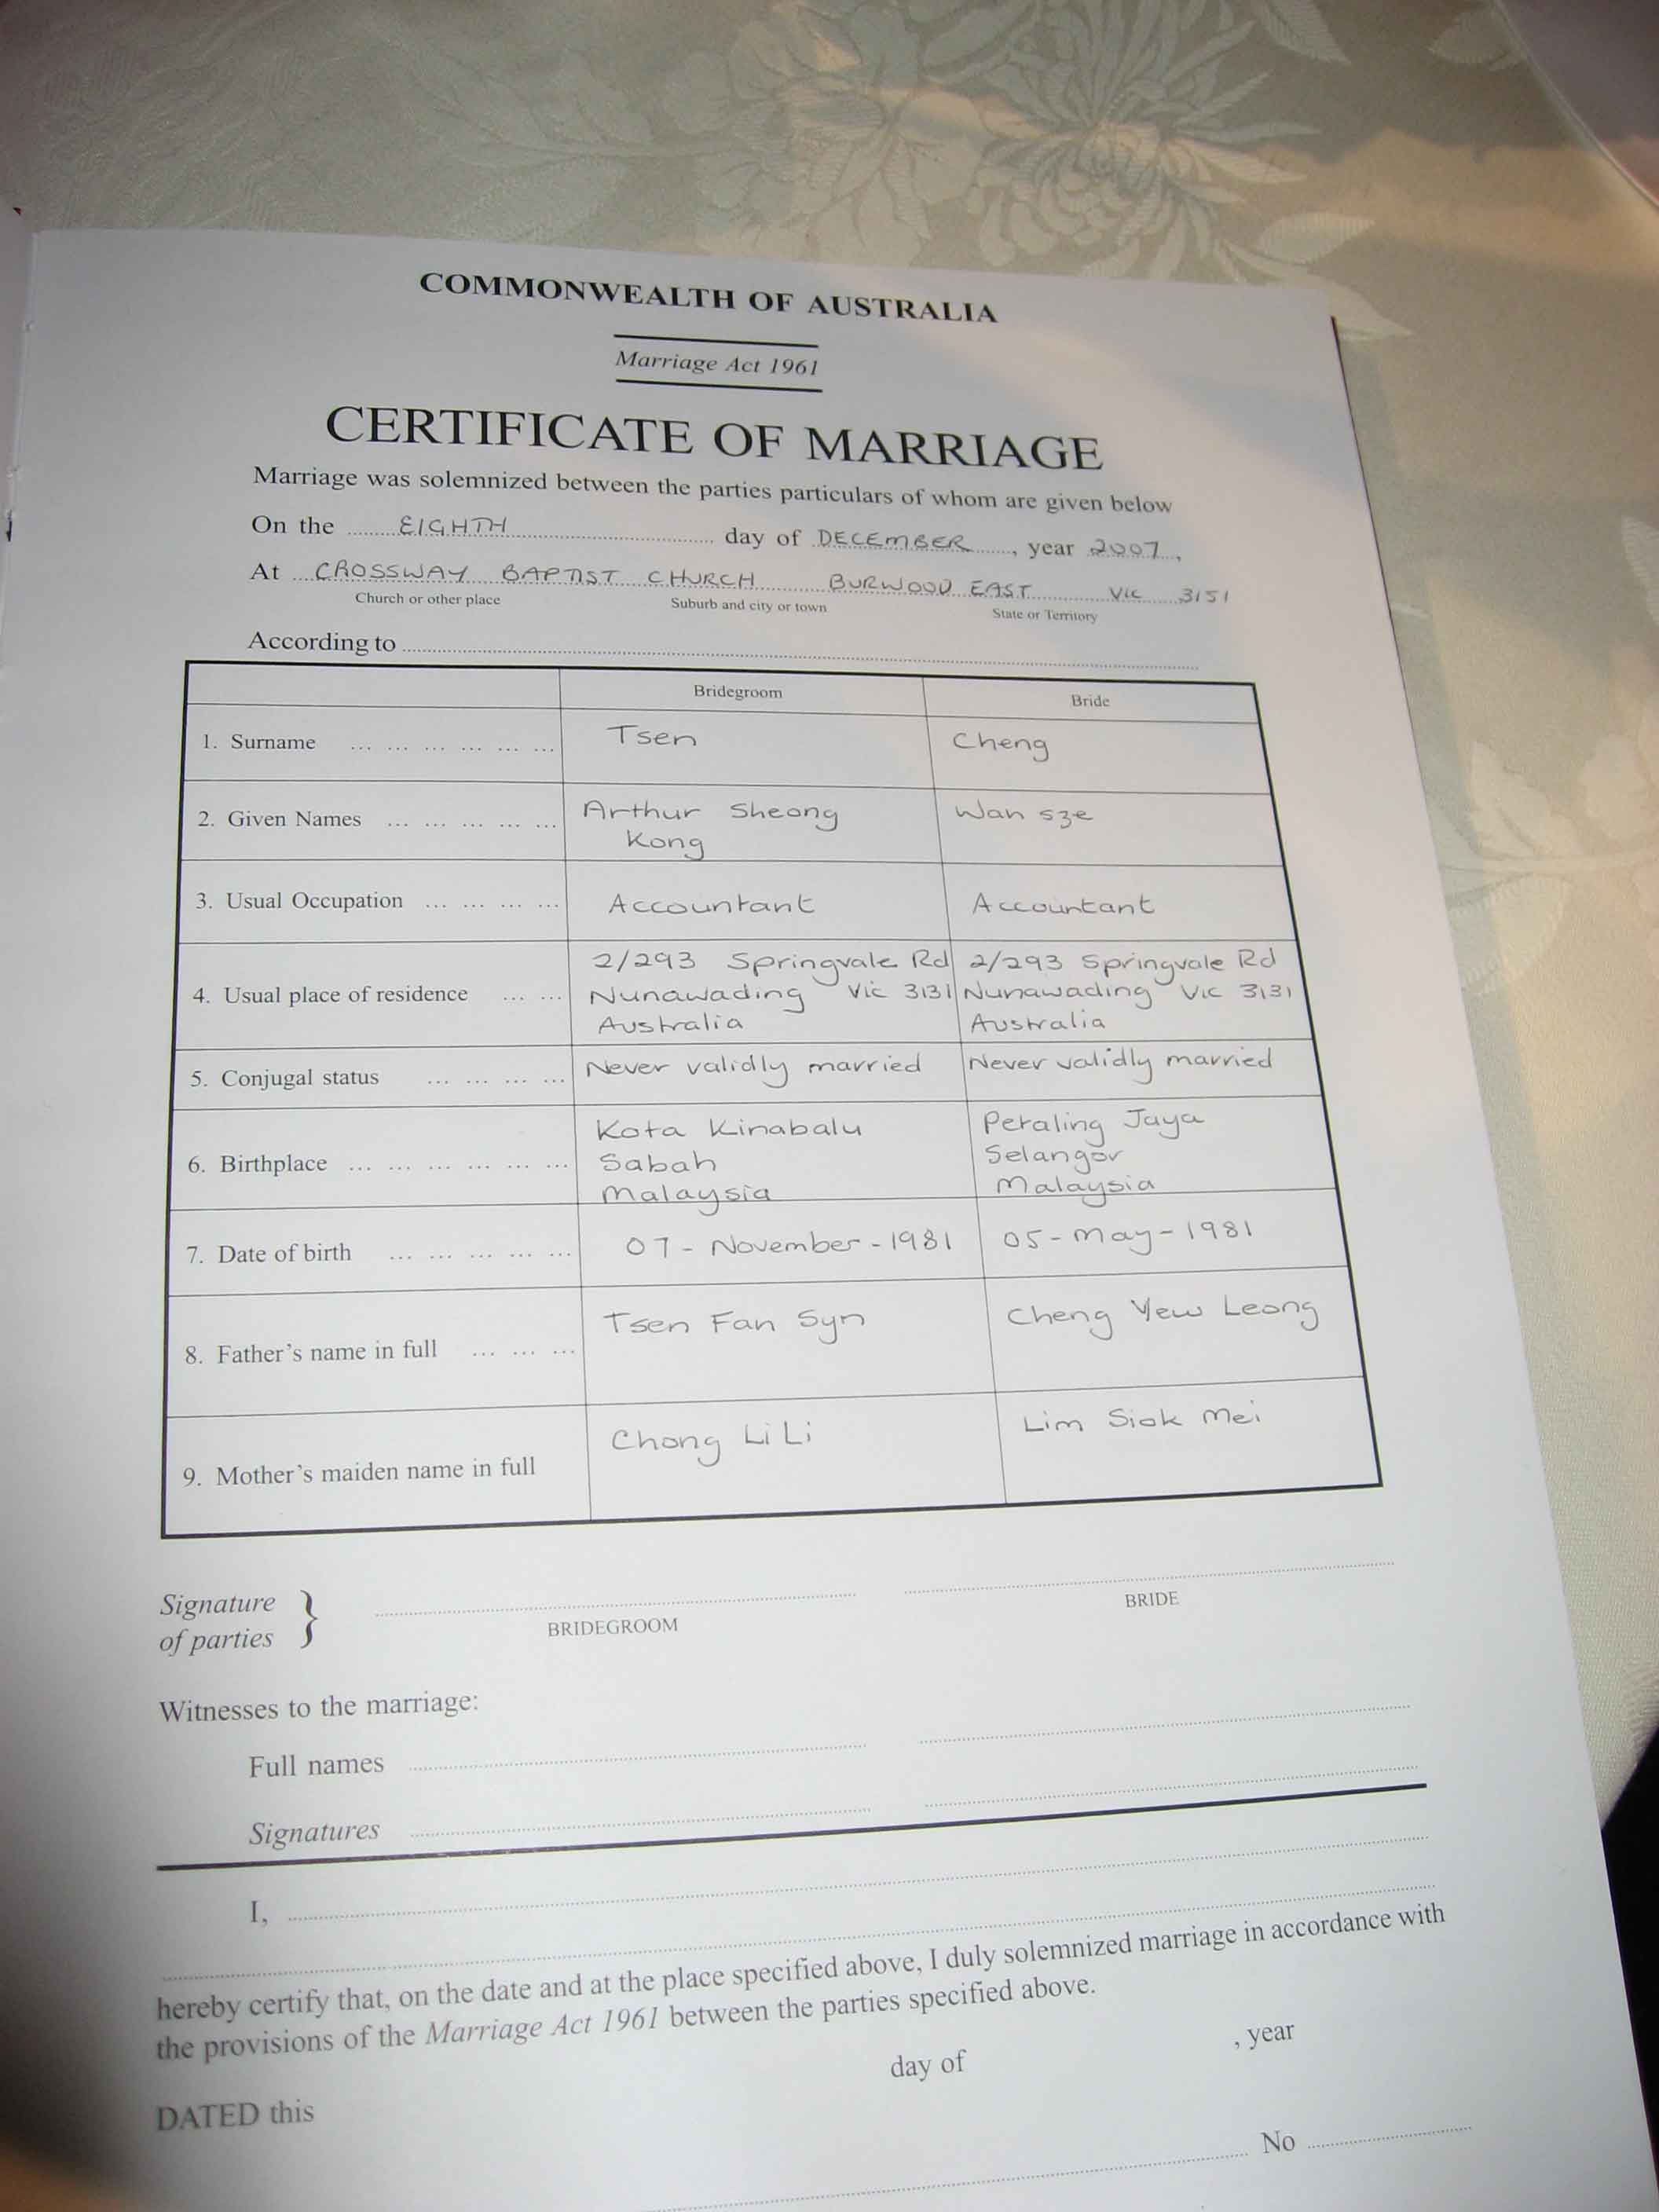 COMMONWEALTH OF AUSTRALIA
Marriage Act 1961
CERTIFICATE OF MARRIAGE
Marriage was solemnized between the parties particulars of whom are given below
On the EIGHTH day of DECEMBER, year 2007,
At CROSSWAY BAPTIST CHURCH BURWOOD EAST VIC 3151
Church or other place Suburb and city or town State or Territory
According to
Bridegroom Bride
1. Surname Tsen Cheng
2. Given Names Arthur Sheong Wan sze
Kong
3. Usual Occupation Accountant Accountant
2/293 Springvale Rd 2/293 Springvale Rd
4. Usual place of residence Nunawading Vic 3131 Nunawading Vic 3131
Australia Australia
5. Conjugal status Never validly married Never validly married
Kota Kinabalu Petaling Jaya
6. Birthplace Sabah Selangor
Malaysia Malaysia
7. Date of birth 07-November-1981 05-May-1981
8. Father's name in full Tsen Fan Syn Cheng Yew Leong
9. Mother's maiden name in full Chong Li Li Lim Siok Mei
Signature
of parties } BRIDEGROOM BRIDE
Witnesses to the marriage:
Full names
Signatures
I,
hereby certify that, on the date and at the place specified above, I duly solemnized marriage in accordance with
the provisions of the Marriage Act 1961 between the parties specified above.
DATED this day of , year
No